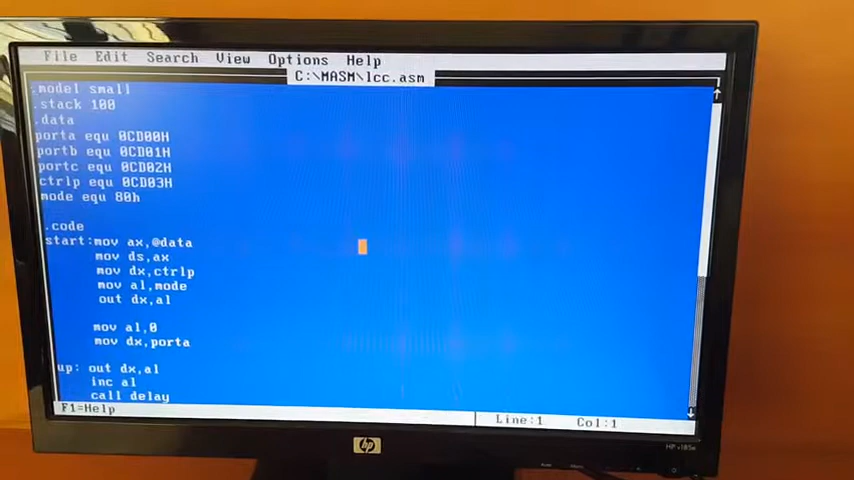 File Edit Search View Options Help
C:\MASM\lcc.asm
.model small
.stack 100
.data
porta equ 0CD00H
portb equ 0CD01H
portc equ 0CD02H
ctrlp equ 0CD03H
mode equ 80h
.code
start:mov ax,@data
mov ds,ax
mov dx,ctrlp
mov al,mode
out dx,al
mov al,0
mov dx,porta
up: out dx,al
inc al
call delay
F1=Help Line:1 Col:1
hp